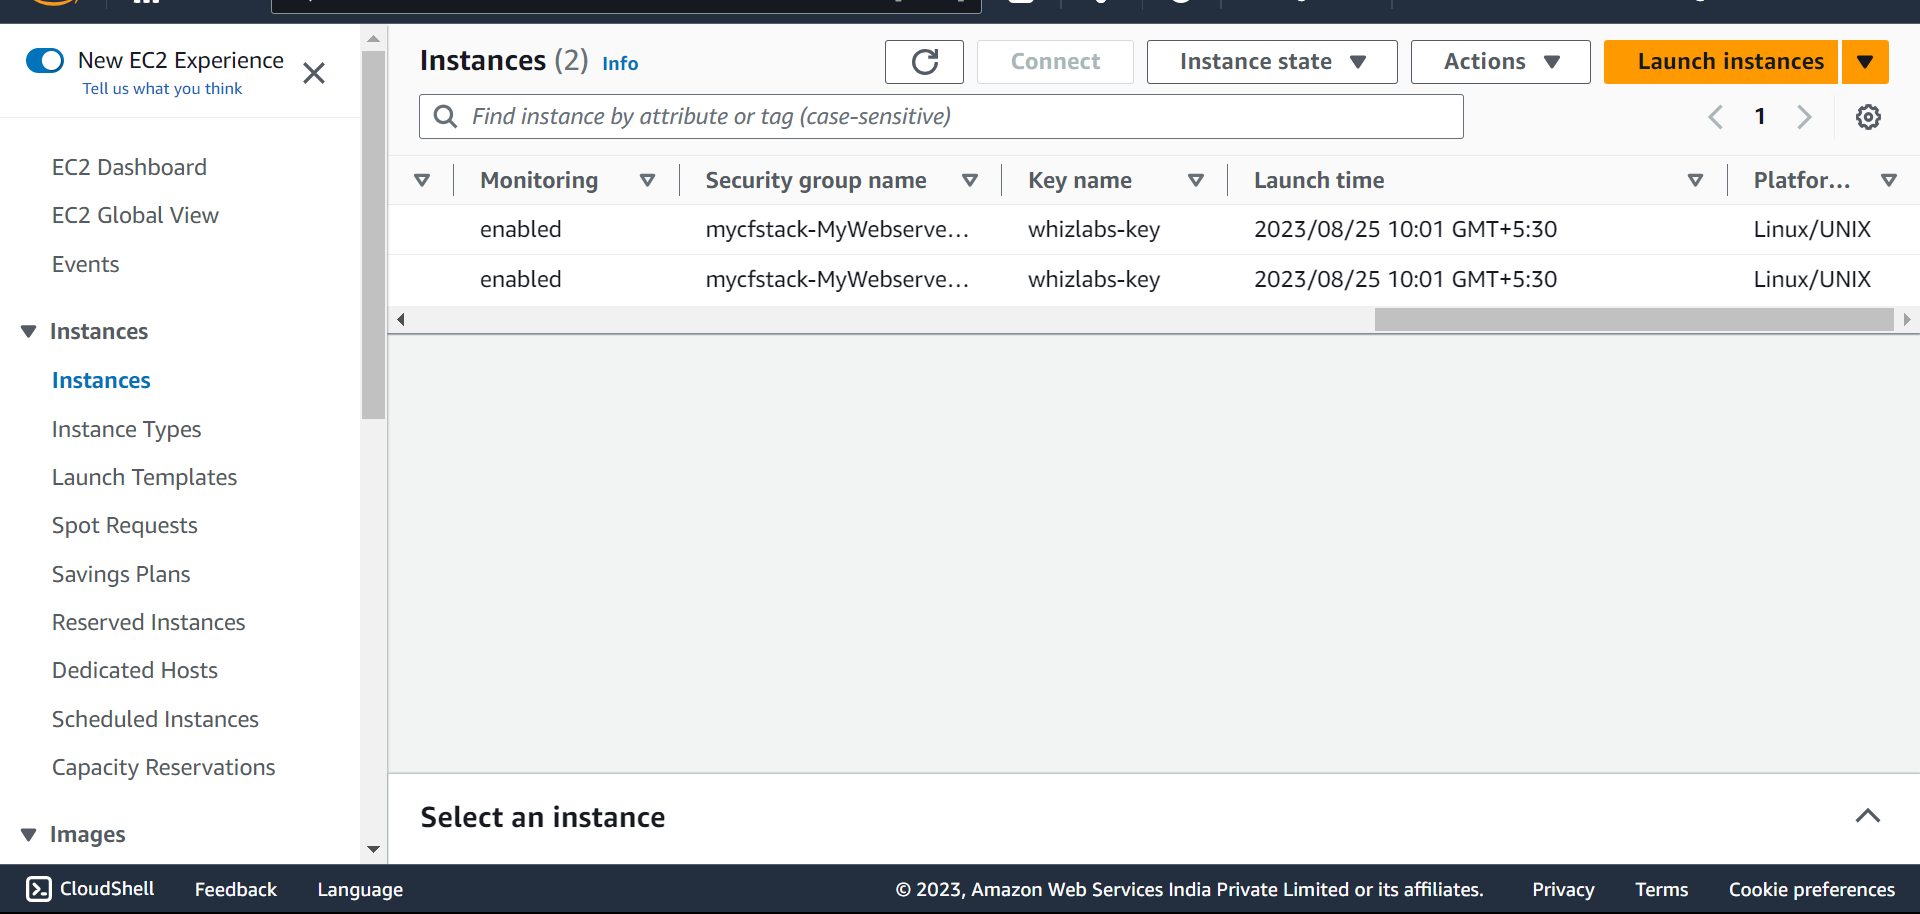 New EC2 Experience
Tell us what you think
EC2 Dashboard
EC2 Global View
Events
Instances
Instances
Instance Types
Launch Templates
Spot Requests
Savings Plans
Reserved Instances
Dedicated Hosts
Scheduled Instances
Capacity Reservations
Images
Instances (2) Info
Connect
Instance state
Actions
Launch instances
Find instance by attribute or tag (case-sensitive)
1
Monitoring Security group name Key name Launch time Platfor...
enabled mycfstack-MyWebserve... whizlabs-key 2023/08/25 10:01 GMT+5:30 Linux/UNIX
enabled mycfstack-MyWebserve... whizlabs-key 2023/08/25 10:01 GMT+5:30 Linux/UNIX
Select an instance
CloudShell Feedback Language © 2023, Amazon Web Services India Private Limited or its affiliates. Privacy Terms Cookie preferences